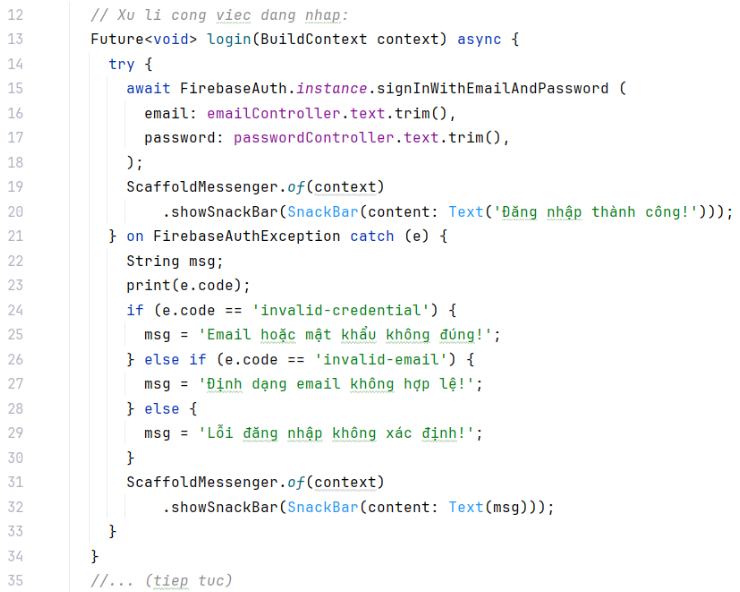 12 // Xu li cong viec dang nhap:
13 Future<void> login(BuildContext context) async {
14 try {
15 await FirebaseAuth.instance.signInWithEmailAndPassword (
16 email: emailController.text.trim(),
17 password: passwordController.text.trim(),
18 );
19 ScaffoldMessenger.of(context)
20 .showSnackBar(SnackBar(content: Text('Đăng nhập thành công!')));
21 } on FirebaseAuthException catch (e) {
22 String msg;
23 print(e.code);
24 if (e.code == 'invalid-credential') {
25 msg = 'Email hoặc mật khẩu không đúng!';
26 } else if (e.code == 'invalid-email') {
27 msg = 'Định dạng email không hợp lệ!';
28 } else {
29 msg = 'Lỗi đăng nhập không xác định!';
30 }
31 ScaffoldMessenger.of(context)
32 .showSnackBar(SnackBar(content: Text(msg)));
33 }
34 }
35 //... (tiep tuc)